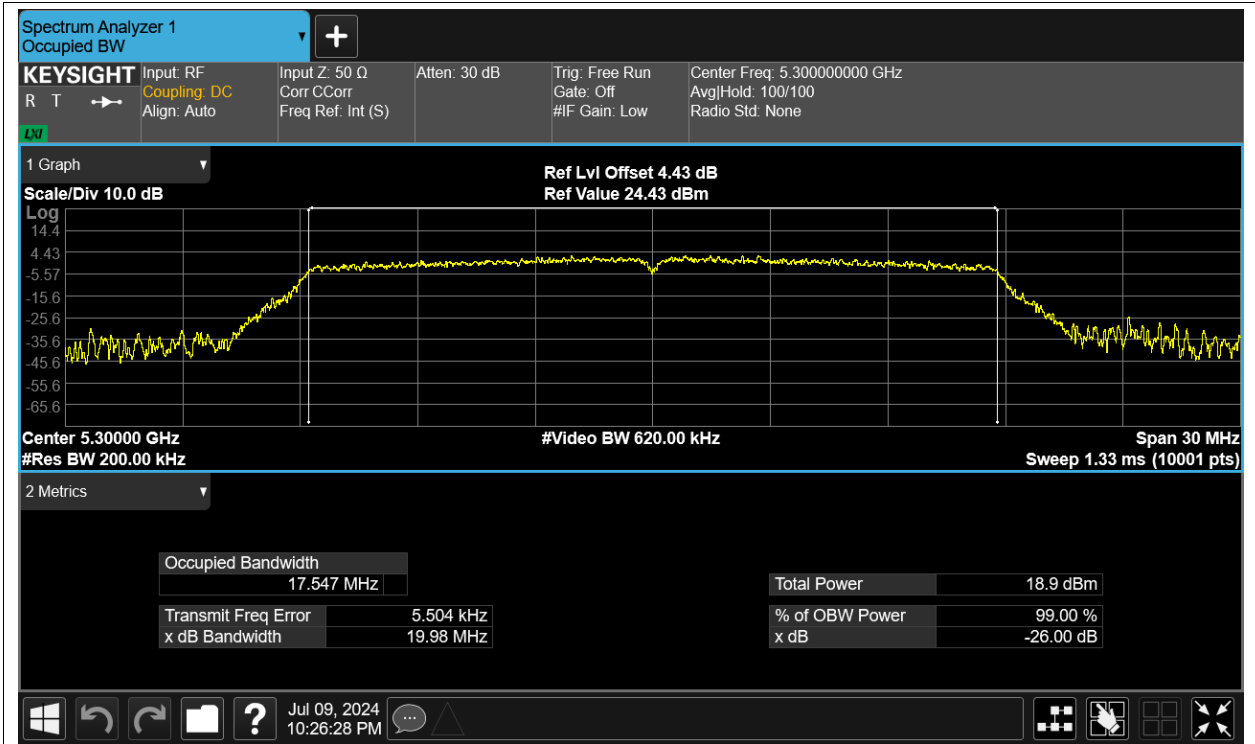 Spectrum Analyzer 1
Occupied BW
KEYSIGHT
R T
LXI
Input: RF
Coupling: DC
Align: Auto
Input Z: 50 Ω
Corr CCorr
Freq Ref: Int (S)
Atten: 30 dB
Trig: Free Run
Gate: Off
#IF Gain: Low
Center Freq: 5.300000000 GHz
Avg|Hold: 100/100
Radio Std: None
1 Graph
Scale/Div 10.0 dB
Ref Lvl Offset 4.43 dB
Ref Value 24.43 dBm
Log
14.4
4.43
-5.57
-15.6
-25.6
-35.6
-45.6
-55.6
-65.6
Center 5.30000 GHz
#Res BW 200.00 kHz
#Video BW 620.00 kHz
Span 30 MHz
Sweep 1.33 ms (10001 pts)
2 Metrics
Occupied Bandwidth
17.547 MHz
Transmit Freq Error 5.504 kHz
x dB Bandwidth 19.98 MHz
Total Power 18.9 dBm
% of OBW Power 99.00 %
x dB -26.00 dB
?
Jul 09, 2024
10:26:28 PM